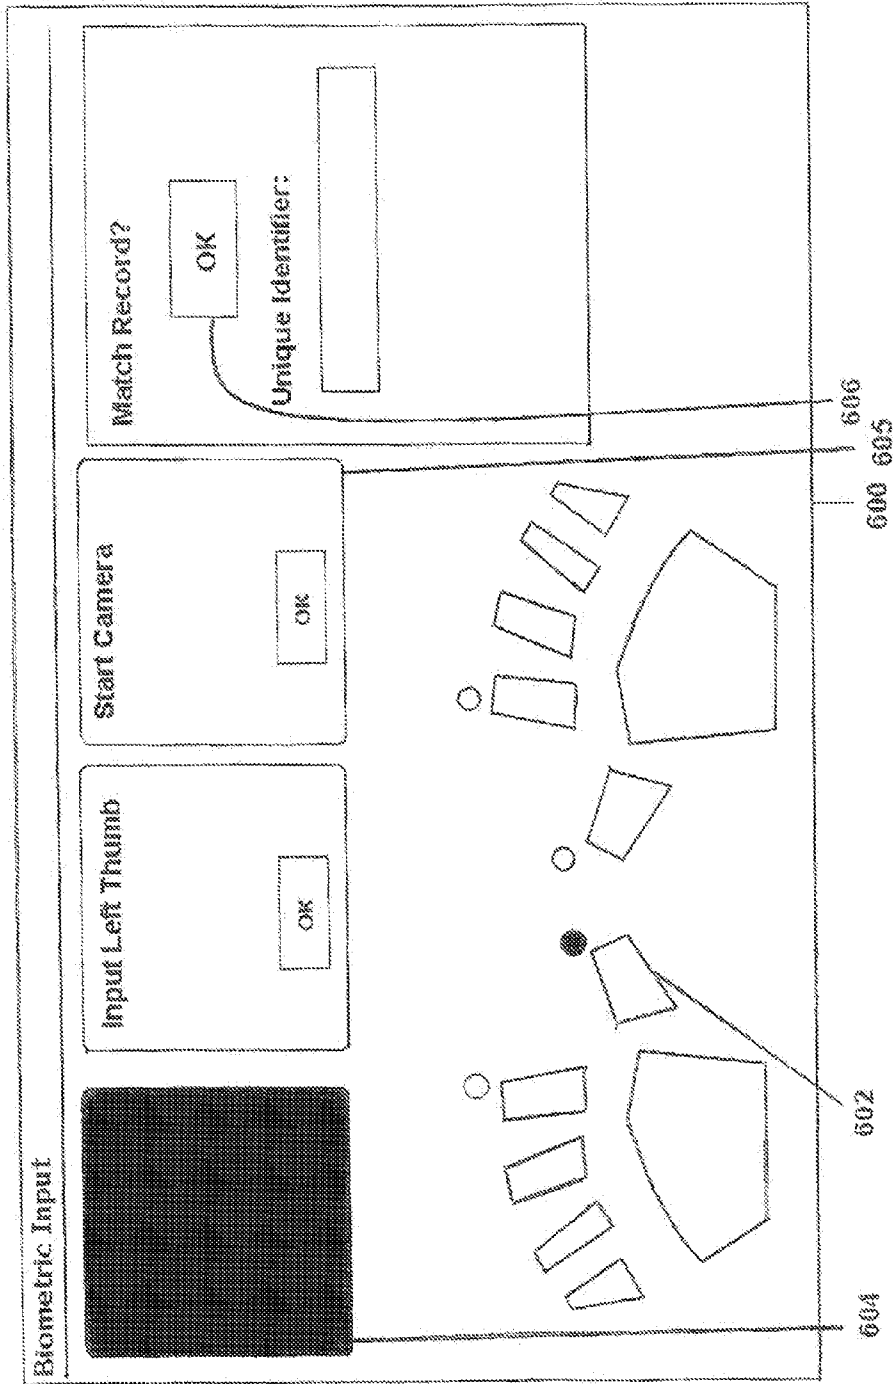 Biometric Input
Input Left Thumb
OK
Start Camera
OK
Match Record?
OK
Unique Identifier:
604
602
600
605
606